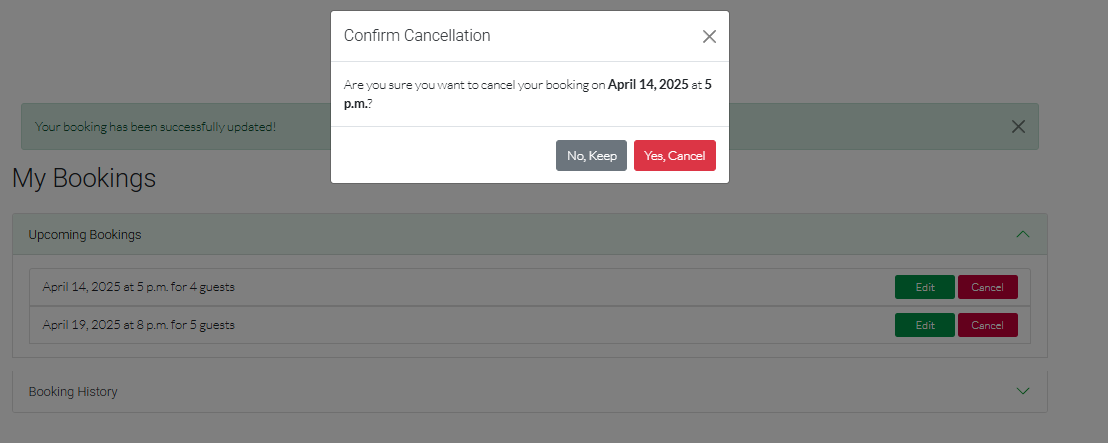 Confirm Cancellation
Are you sure you want to cancel your booking on April 14, 2025 at 5
p.m.?
No, Keep
Yes, Cancel
Your booking has been successfully updated!
My Bookings
Upcoming Bookings
April 14, 2025 at 5 p.m. for 4 guests
Edit
Cancel
April 19, 2025 at 8 p.m. for 5 guests
Edit
Cancel
Booking History